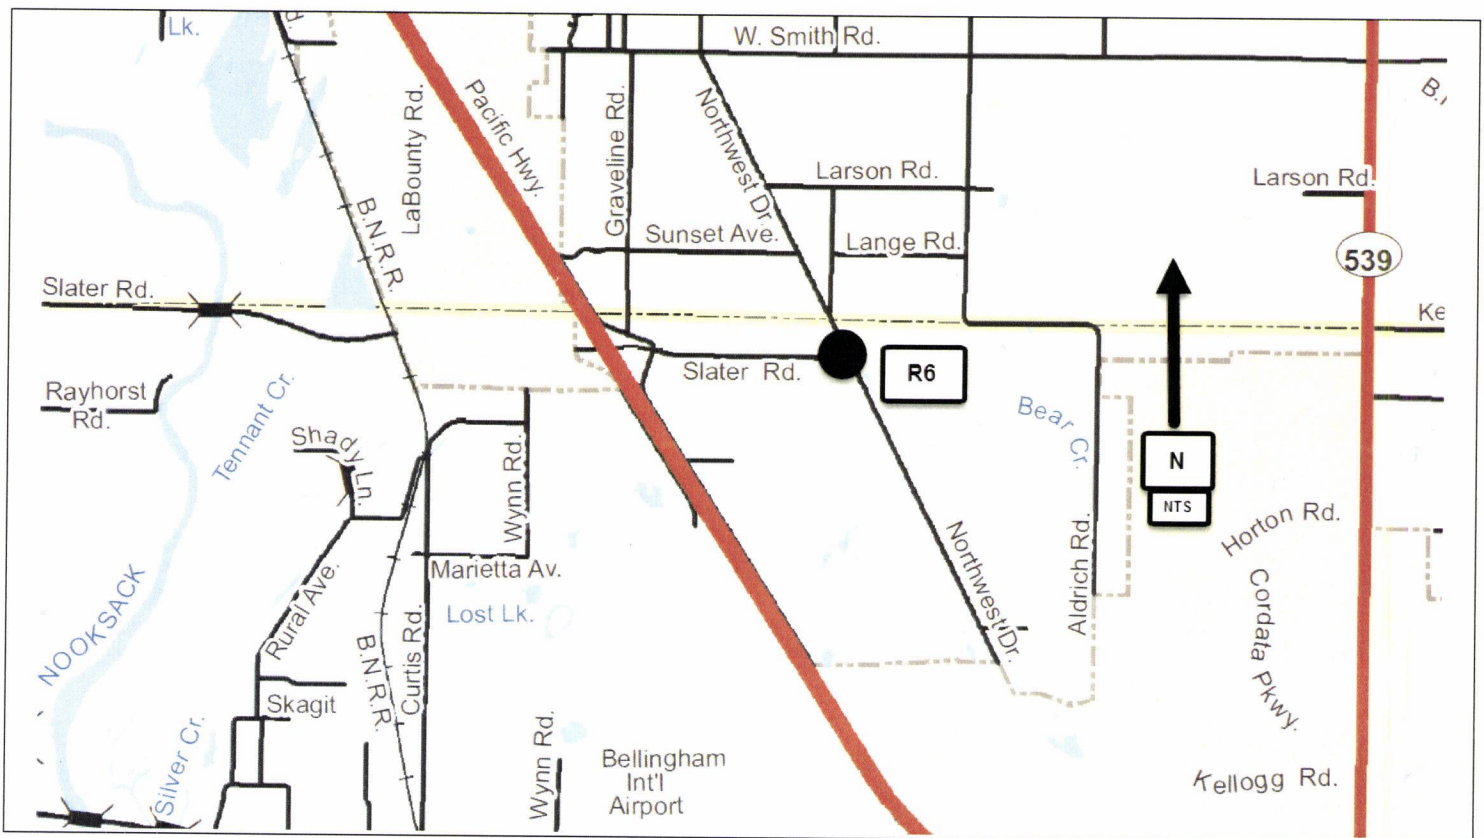 Lk.
d.
W. Smith Rd.
Pacific Hwy.
LaBounty Rd.
Graveline Rd.
Northwest Dr.
Larson Rd.
Larson Rd.
B.N.R.R.
Sunset Ave.
Lange Rd.
539
Slater Rd.
Ke
Slater Rd.
R6
Rayhorst
Rd.
Tennant Cr.
Bear Cr.
Shady Ln.
Wynn Rd.
N
NTS
Horton Rd.
Northwest Dr.
Aldrich Rd.
Marietta Av.
Rural Ave.
Lost Lk.
Curtis Rd.
B.N.R.R.
Cordata Pkwy.
NOOKSACK
Skagit
Silver Cr.
Wynn Rd.
Bellingham
Int'l
Airport
Kellogg Rd.